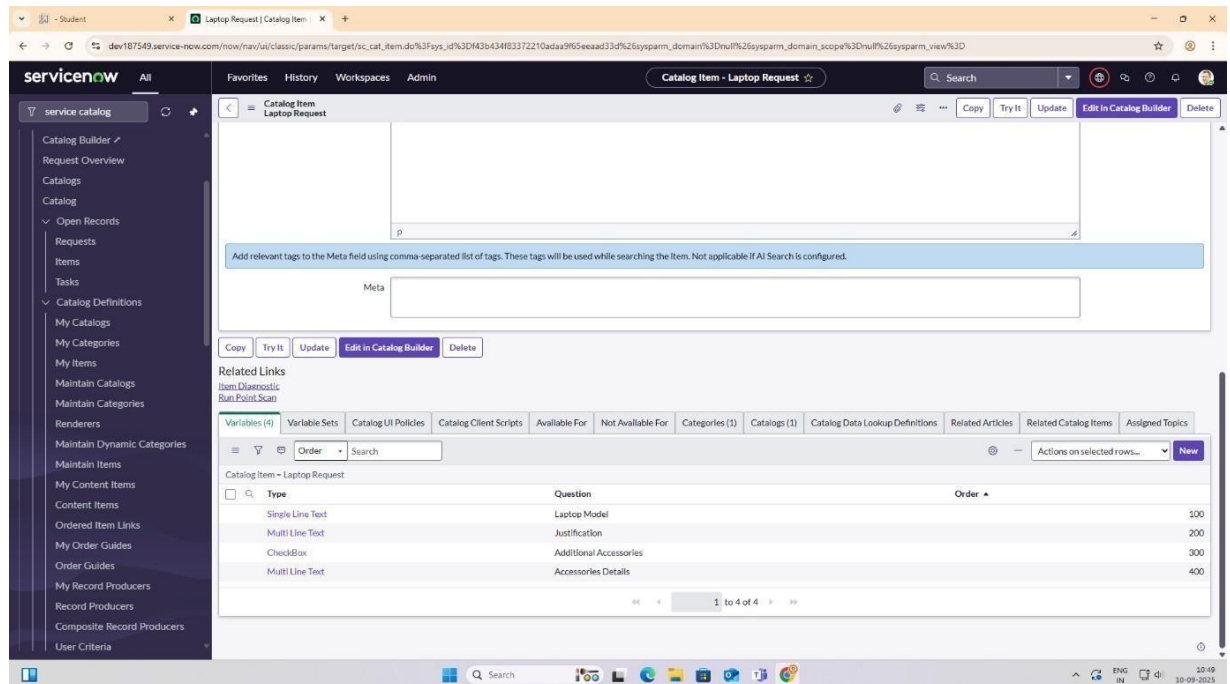 - Student
Laptop Request | Catalog Item |
dev187549.service-now.com/now/nav/ui/classic/params/target/sc_cat_item.do%3Fsys_id%3Df43b434f83372210adaa9f65eeaad33d%26sysparm_domain%3Dnull%26sysparm_domain_scope%3Dnull%26sysparm_view%3D
servicenow All Favorites History Workspaces Admin Catalog Item - Laptop Request Search
service catalog
Catalog Item
Laptop Request
Copy Try It Update Edit in Catalog Builder Delete
Catalog Builder
Request Overview
Catalogs
Catalog
Open Records
Requests
Items
Tasks
Catalog Definitions
My Catalogs
My Categories
My Items
Maintain Catalogs
Maintain Categories
Renderers
Maintain Dynamic Categories
Maintain Items
My Content Items
Content Items
Ordered Item Links
My Order Guides
Order Guides
My Record Producers
Record Producers
Composite Record Producers
User Criteria
p
Add relevant tags to the Meta field using comma-separated list of tags. These tags will be used while searching the item. Not applicable if AI Search is configured.
Meta
Copy Try It Update Edit in Catalog Builder Delete
Related Links
Item Diagnostic
Run Point Scan
Variables (4) Variable Sets Catalog UI Policies Catalog Client Scripts Available For Not Available For Categories (1) Catalogs (1) Catalog Data Lookup Definitions Related Articles Related Catalog Items Assigned Topics
Order Search Actions on selected rows... New
Catalog Item = Laptop Request
Type Question Order
Single Line Text Laptop Model 100
Multi Line Text Justification 200
CheckBox Additional Accessories 300
Multi Line Text Accessories Details 400
1 to 4 of 4
Search
ENG
IN
10:49
10-09-2025